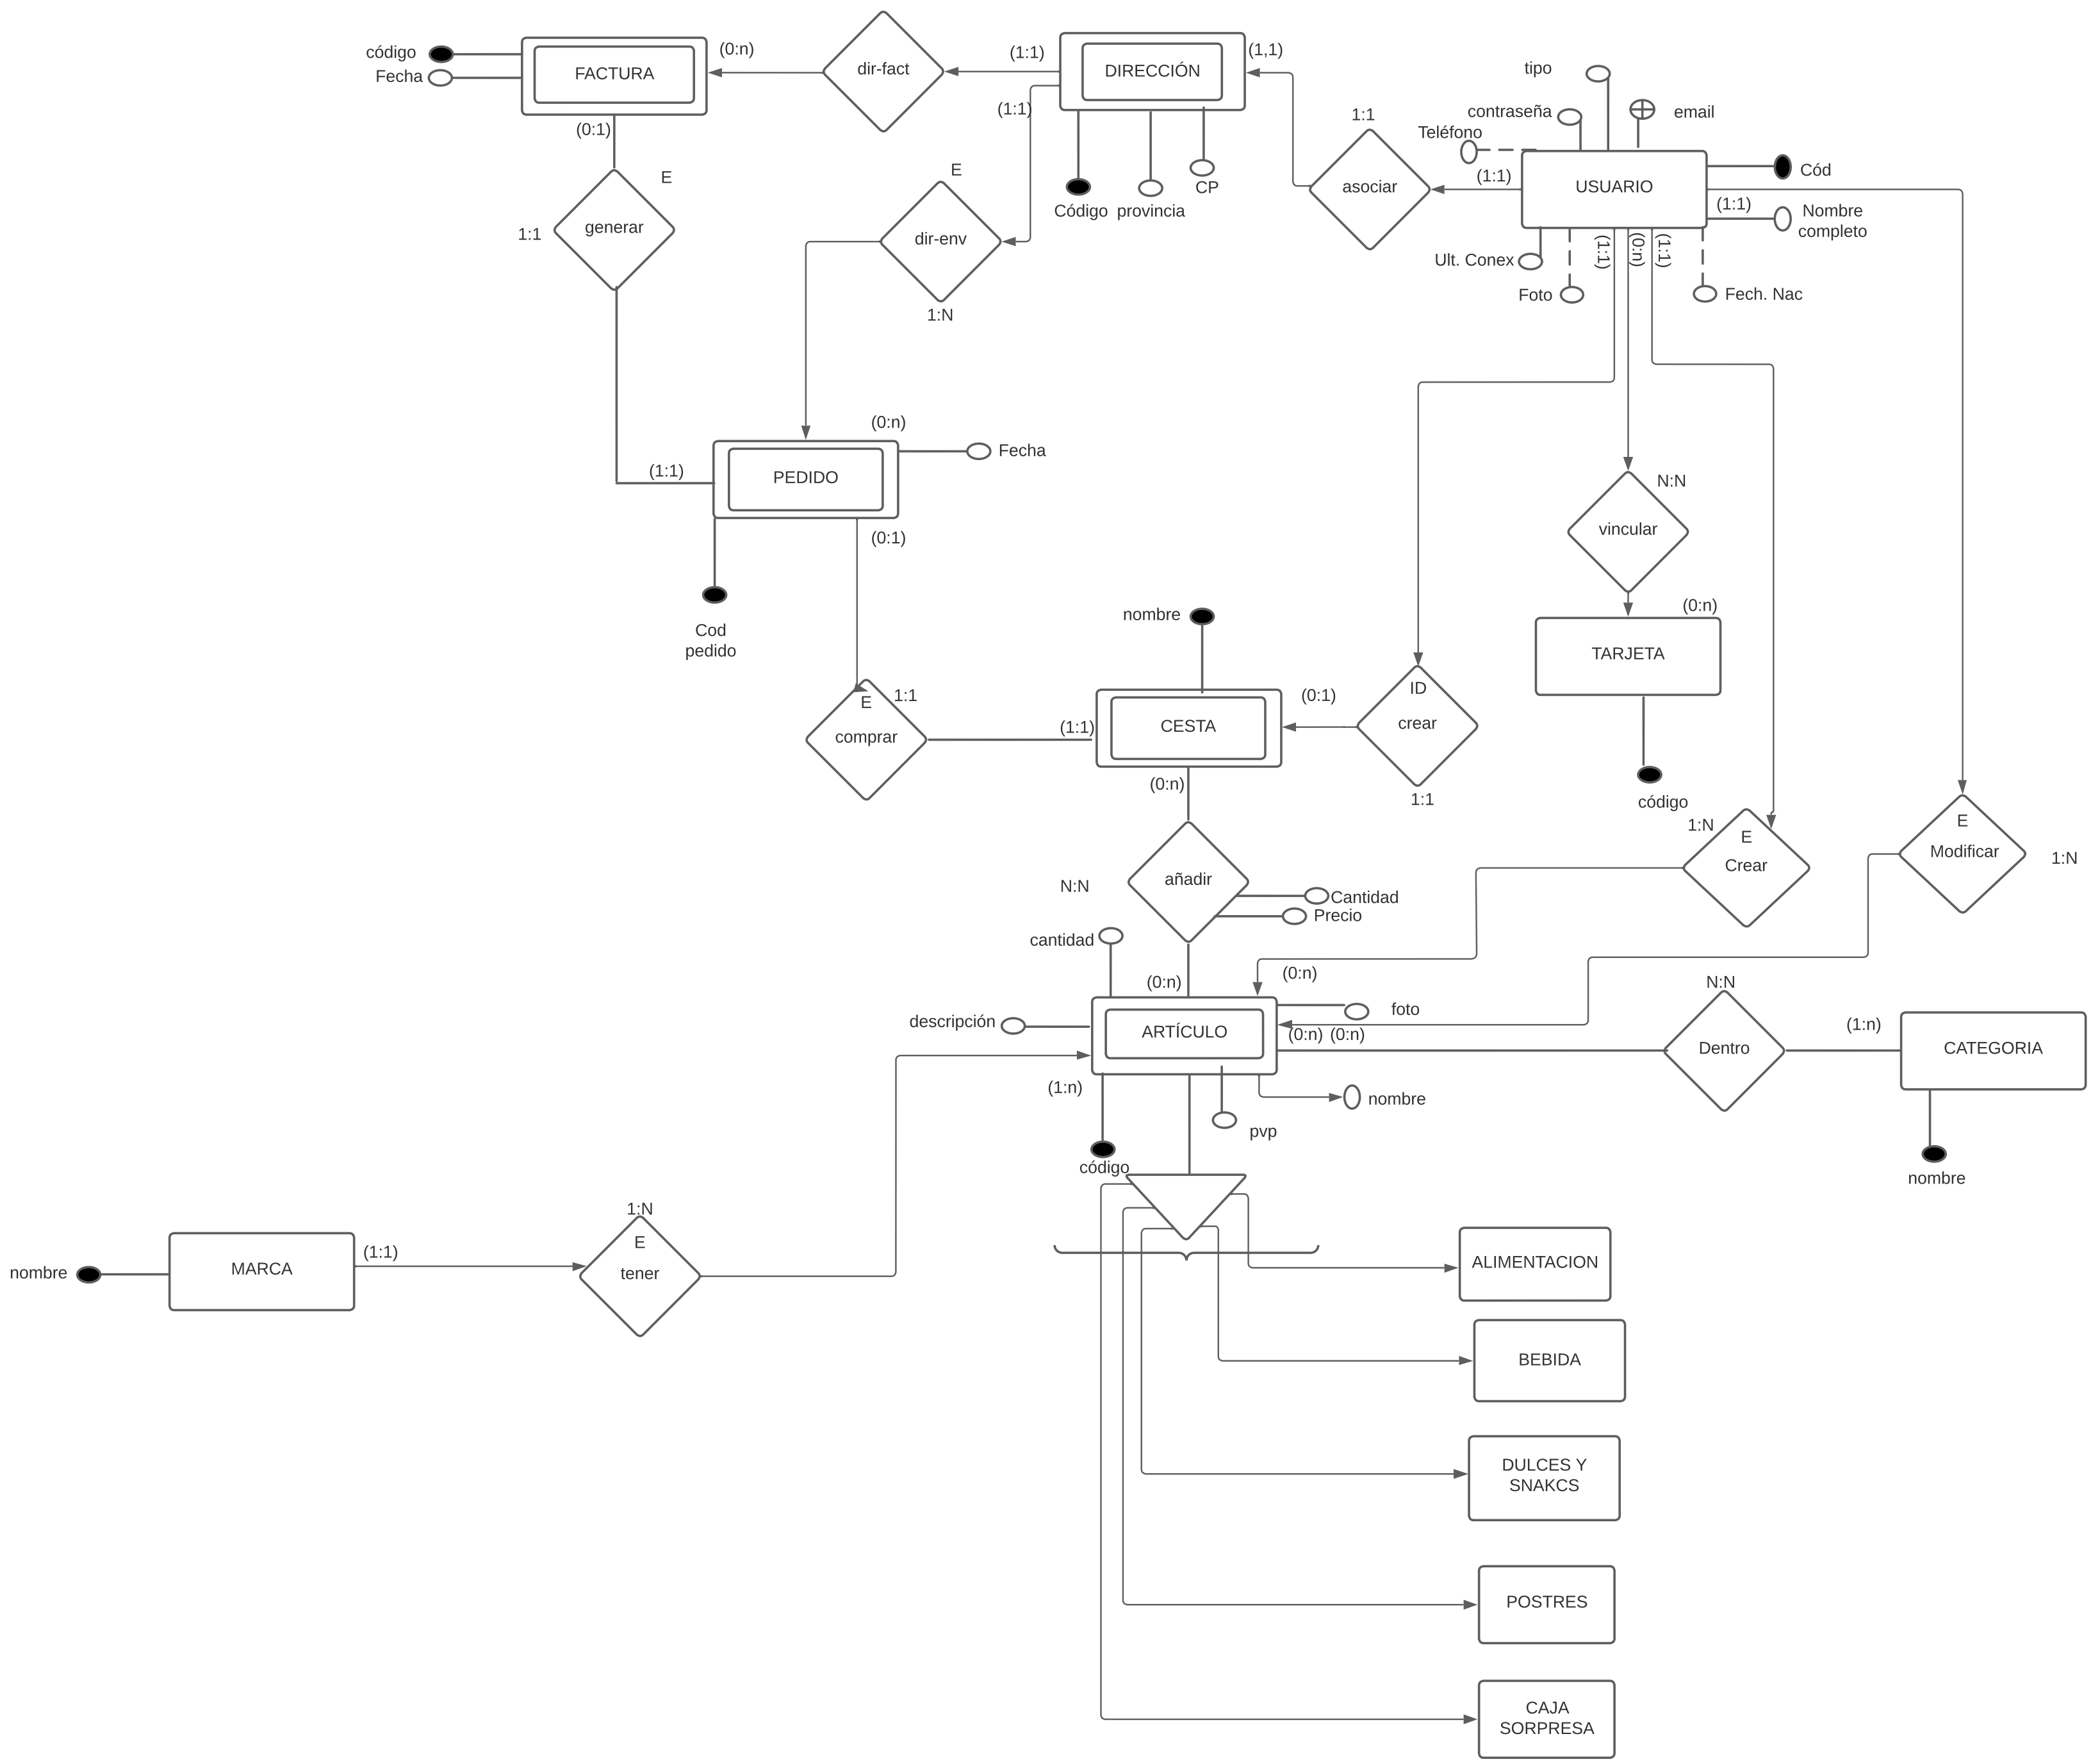 código
Fecha
FACTURA
(0:n)
dir-fact
(1:1)
DIRECCIÓN
(1,1)
tipo
contraseña
email
Teléfono
(0:1)
(1:1)
1:1
E
generar
1:1
E
dir-env
1:N
Código
provincia
CP
asociar
(1:1)
USUARIO
Cód
(1:1)
Nombre
completo
Ult. Conex
Foto
(1:1)
(0:n)
(1:1)
Fech. Nac
(0:n)
Fecha
(1:1)
PEDIDO
(0:1)
Cod
pedido
N:N
vincular
(0:n)
TARJETA
código
nombre
E
1:1
comprar
(1:1)
CESTA
(0:1)
ID
crear
1:1
(0:n)
1:N
E
Crear
E
Modificar
1:N
N:N
añadir
Cantidad
Precio
cantidad
(0:n)
(0:n)
descripción
ARTÍCULO
foto
(0:n)
(0:n)
N:N
Dentro
(1:n)
CATEGORIA
nombre
(1:n)
nombre
pvp
código
nombre
MARCA
(1:1)
1:N
E
tener
ALIMENTACION
BEBIDA
DULCES Y
SNAKCS
POSTRES
CAJA
SORPRESA